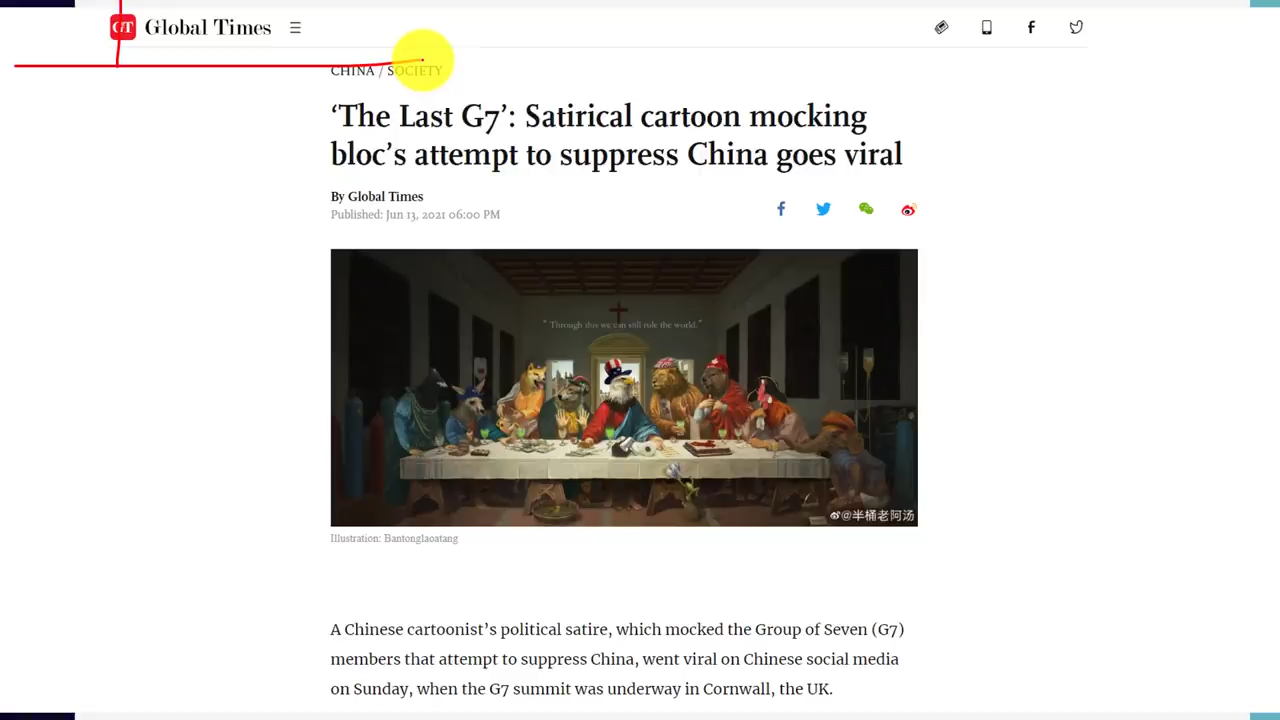 GT Global Times
CHINA / SOCIETY
‘The Last G7’: Satirical cartoon mocking
bloc’s attempt to suppress China goes viral
By Global Times
Published: Jun 13, 2021 06:00 PM
“Through this we can still rule the world.”
@半桶老阿汤
Illustration: Bantonglaoatang
A Chinese cartoonist’s political satire, which mocked the Group of Seven (G7)
members that attempt to suppress China, went viral on Chinese social media
on Sunday, when the G7 summit was underway in Cornwall, the UK.